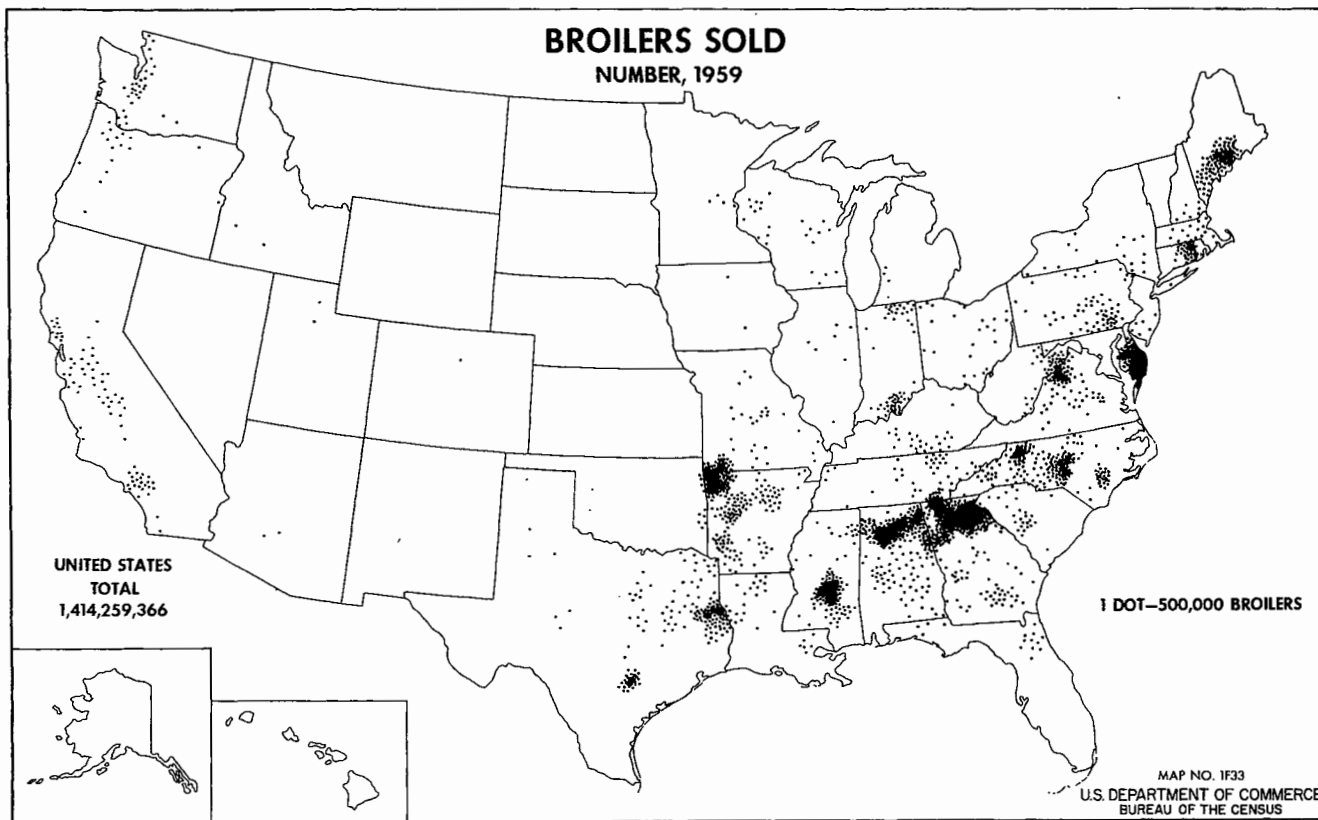 BROILERS SOLD
NUMBER, 1959
UNITED STATES
TOTAL
1,414,259,366
1 DOT—500,000 BROILERS
MAP NO. 1F33
U.S. DEPARTMENT OF COMMERCE
BUREAU OF THE CENSUS